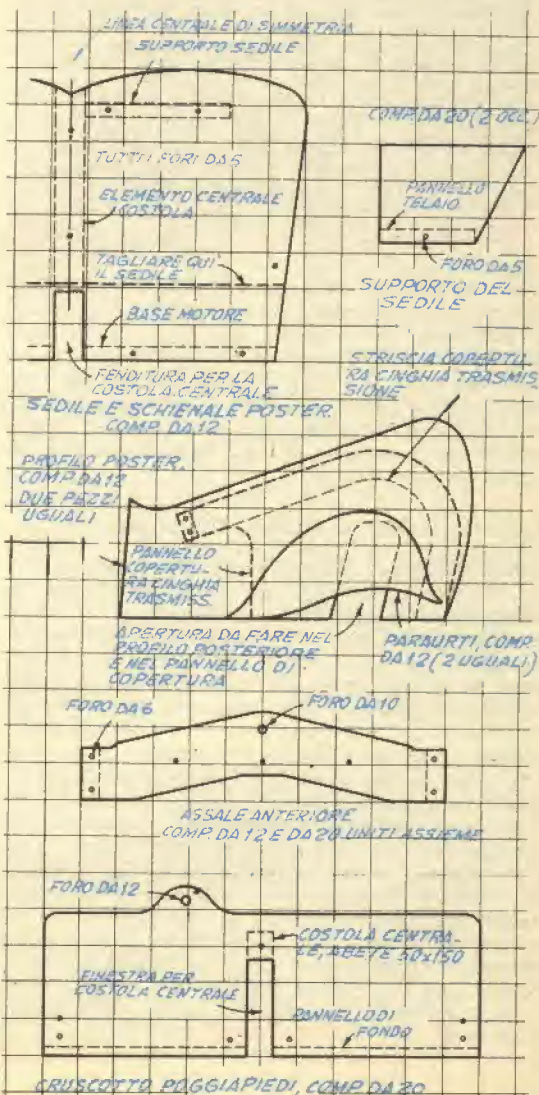 LINEA CENTRALE DI SIMMETRIA
SUPPORTO SEDILE
TUTTI FORI DA 5
ELEMENTO CENTRALE
COSTOLA
TAGLIARE QUI
IL SEDILE
BASE MOTORE
FENDITURA PER LA
COSTOLA CENTRALE
SEDILE E SCHIENALE POSTER.
COMP. DA 12
COMP. DA 20 (2 OCC.)
PANNELLO
TELAIO
FORO DA 5
SUPPORTO DEL
SEDILE
STRISCIA COPERTU-
RA CINGHIA TRASMIS
SIONE
PROFILO POSTER.
COMP. DA 12
DUE PEZZI
UGUALI
PANNELLO
COPERTU-
RA CINGHIA
TRASMISS.
APERTURA DA FARE NEL
PROFILO POSTERIORE
E NEL PANNELLO DI
COPERTURA
PARAURTI, COMP.
DA 12 (2 UGUALI)
FORO DA 6
FORO DA 10
ASSALE ANTERIORE
COMP. DA 12 E DA 20 UNITI ASSIEME
FORO DA 12
COSTOLA CENTRA-
LE, ABETE 50x150
FINESTRA PER
COSTOLA CENTRALE
PANNELLO DI
FONDO
CRUSCOTTO POGGIAPIEDI, COMP. DA 20